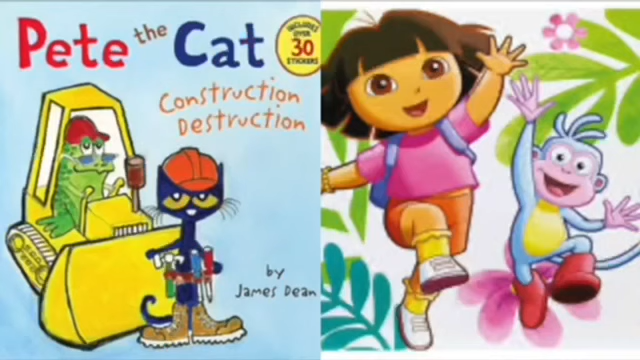 Pete the Cat
INCLUDES
OVER
30
STICKERS
Construction
Destruction
by
James Dean